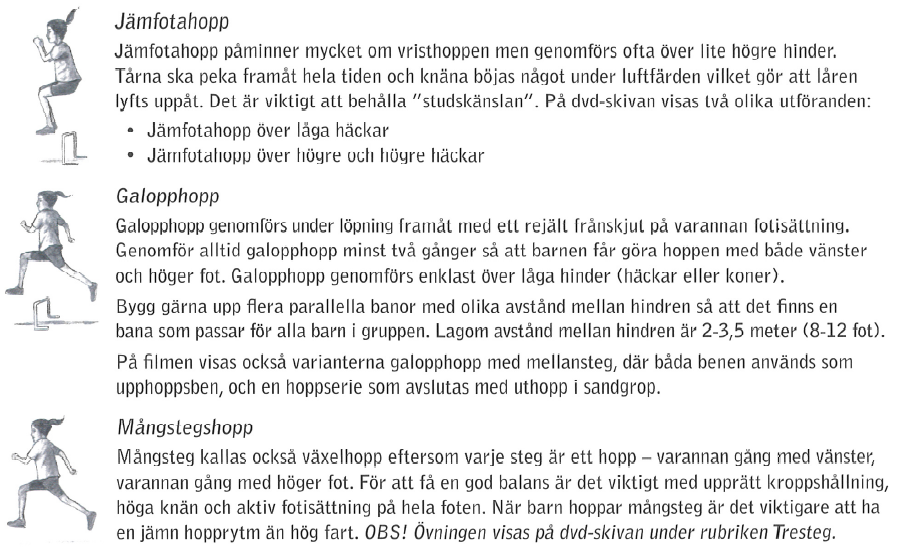 Jämfotahopp
Jämfotahopp påminner mycket om vristhoppen men genomförs ofta över lite högre hinder.
Tårna ska peka framåt hela tiden och knäna böjas något under luftfärden vilket gör att låren
lyfts uppåt. Det är viktigt att behålla ”studskänslan”. På dvd-skivan visas två olika utföranden:
• Jämfotahopp över låga häckar
• Jämfotahopp över högre och högre häckar
Galopphopp
Galopphopp genomförs under löpning framåt med ett rejält frånskjut på varannan fotisättning.
Genomför alltid galopphopp minst två gånger så att barnen får göra hoppen med både vänster
och höger fot. Galopphopp genomförs enklast över låga hinder (häckar eller koner).
Bygg gärna upp flera parallella banor med olika avstånd mellan hindren så att det finns en
bana som passar för alla barn i gruppen. Lagom avstånd mellan hindren är 2-3,5 meter (8-12 fot).
På filmen visas också varianterna galopphopp med mellansteg, där båda benen används som
upphoppsben, och en hoppserie som avslutas med uthopp i sandgrop.
Mångstegshopp
Mångsteg kallas också växelhopp eftersom varje steg är ett hopp – varannan gång med vänster,
varannan gång med höger fot. För att få en god balans är det viktigt med upprätt kroppshållning,
höga knän och aktiv fotisättning på hela foten. När barn hoppar mångsteg är det viktigare att ha
en jämn hopprytm än hög fart. OBS! Övningen visas på dvd-skivan under rubriken Tresteg.